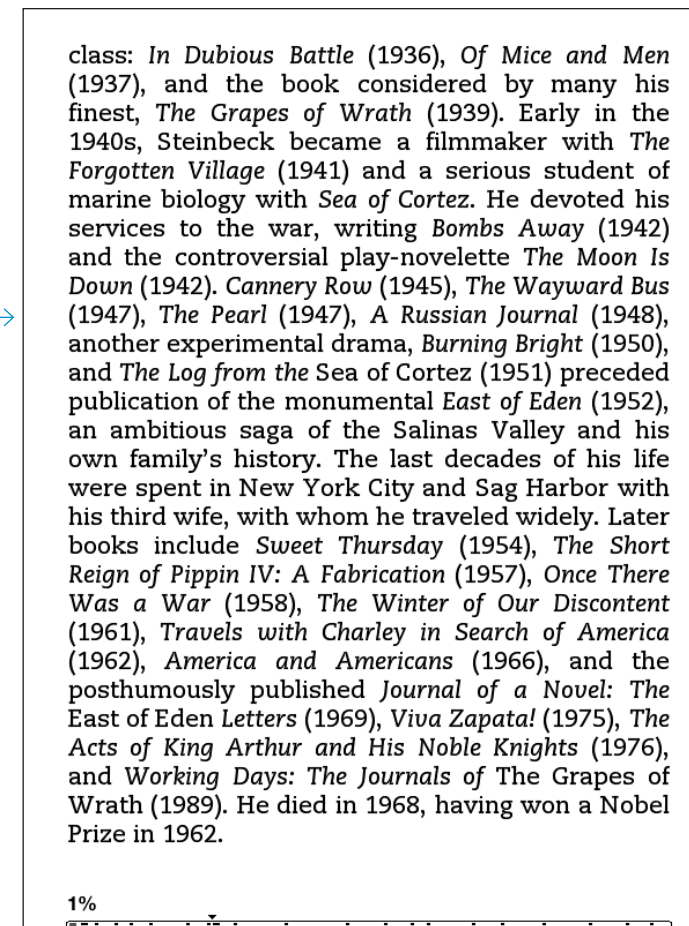 class: In Dubious Battle (1936), Of Mice and Men
(1937), and the book considered by many his
finest, The Grapes of Wrath (1939). Early in the
1940s, Steinbeck became a filmmaker with The
Forgotten Village (1941) and a serious student of
marine biology with Sea of Cortez. He devoted his
services to the war, writing Bombs Away (1942)
and the controversial play-novelette The Moon Is
Down (1942). Cannery Row (1945), The Wayward Bus
(1947), The Pearl (1947), A Russian Journal (1948),
another experimental drama, Burning Bright (1950),
and The Log from the Sea of Cortez (1951) preceded
publication of the monumental East of Eden (1952),
an ambitious saga of the Salinas Valley and his
own family’s history. The last decades of his life
were spent in New York City and Sag Harbor with
his third wife, with whom he traveled widely. Later
books include Sweet Thursday (1954), The Short
Reign of Pippin IV: A Fabrication (1957), Once There
Was a War (1958), The Winter of Our Discontent
(1961), Travels with Charley in Search of America
(1962), America and Americans (1966), and the
posthumously published Journal of a Novel: The
East of Eden Letters (1969), Viva Zapata! (1975), The
Acts of King Arthur and His Noble Knights (1976),
and Working Days: The Journals of The Grapes of
Wrath (1989). He died in 1968, having won a Nobel
Prize in 1962.
1%